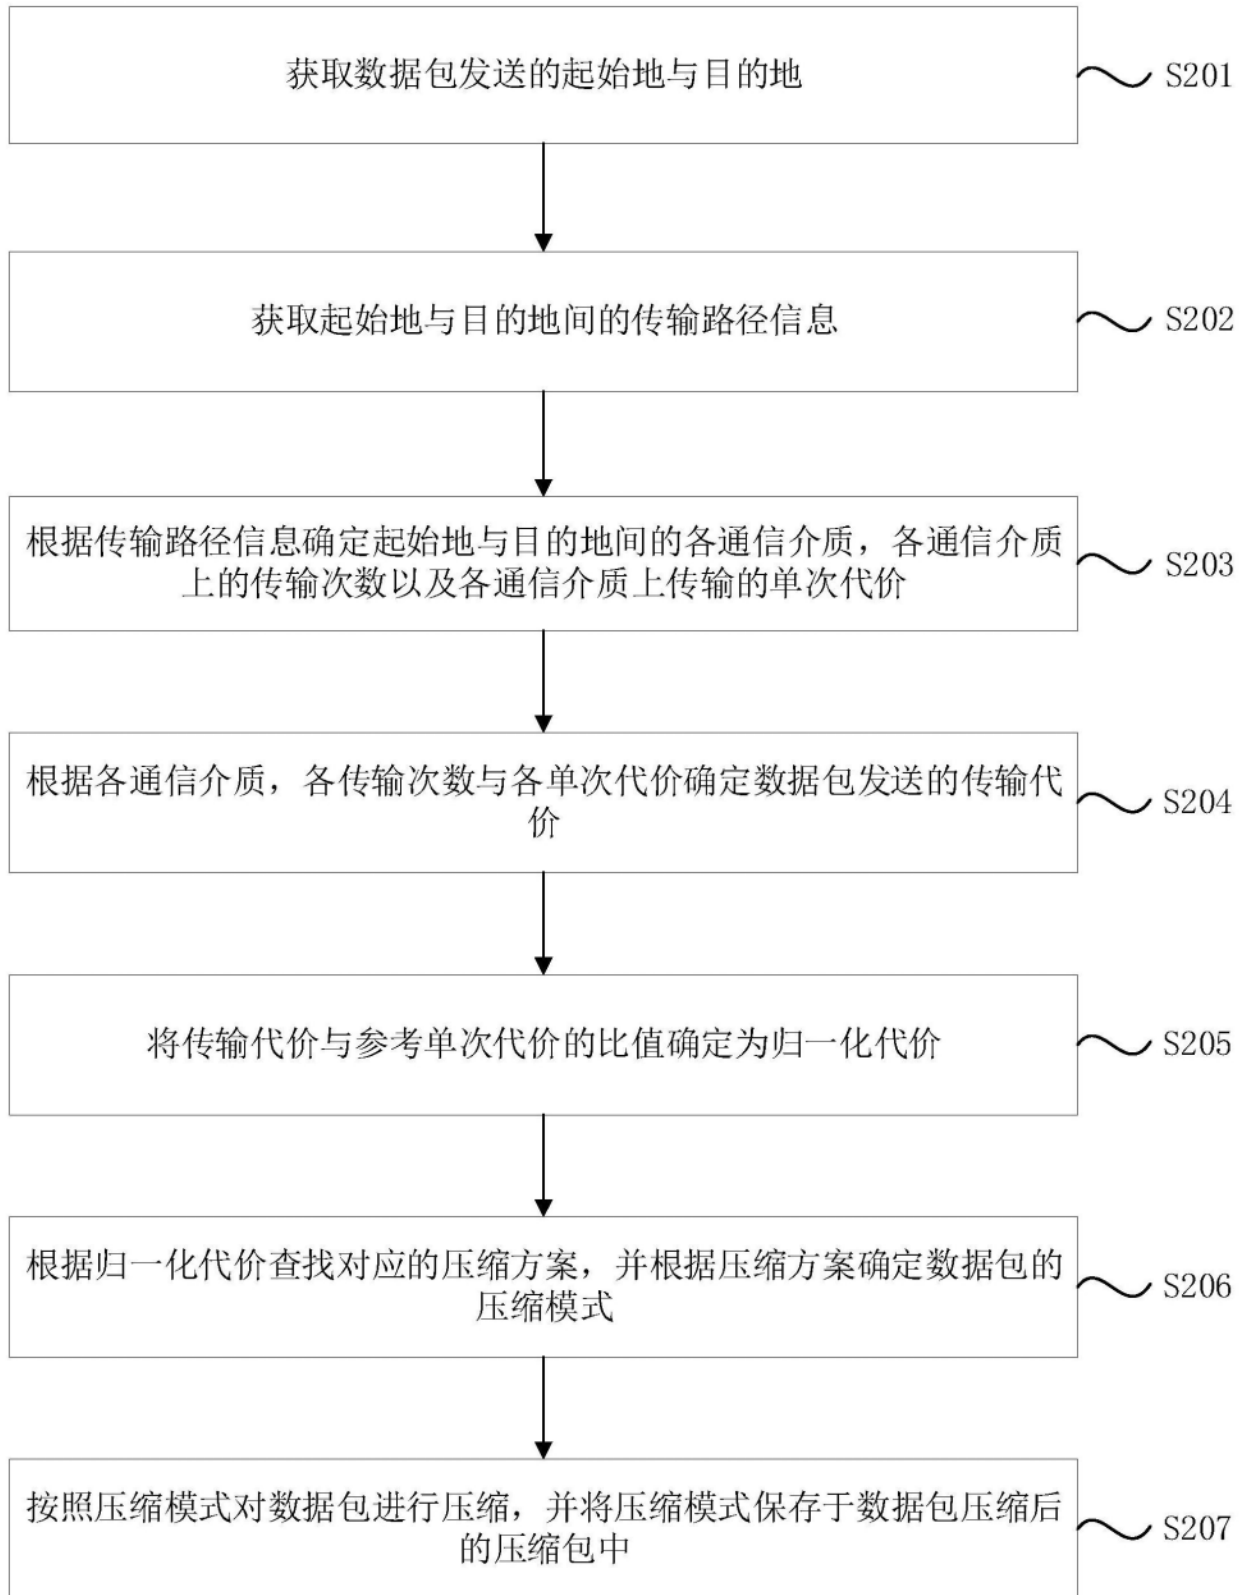 获取数据包发送的起始地与目的地
S201
获取起始地与目的地间的传输路径信息
S202
根据传输路径信息确定起始地与目的地间的各通信介质，各通信介质
上的传输次数以及各通信介质上传输的单次代价
S203
根据各通信介质，各传输次数与各单次代价确定数据包发送的传输代
价
S204
将传输代价与参考单次代价的比值确定为归一化代价
S205
根据归一化代价查找对应的压缩方案，并根据压缩方案确定数据包的
压缩模式
S206
按照压缩模式对数据包进行压缩，并将压缩模式保存于数据包压缩后
的压缩包中
S207